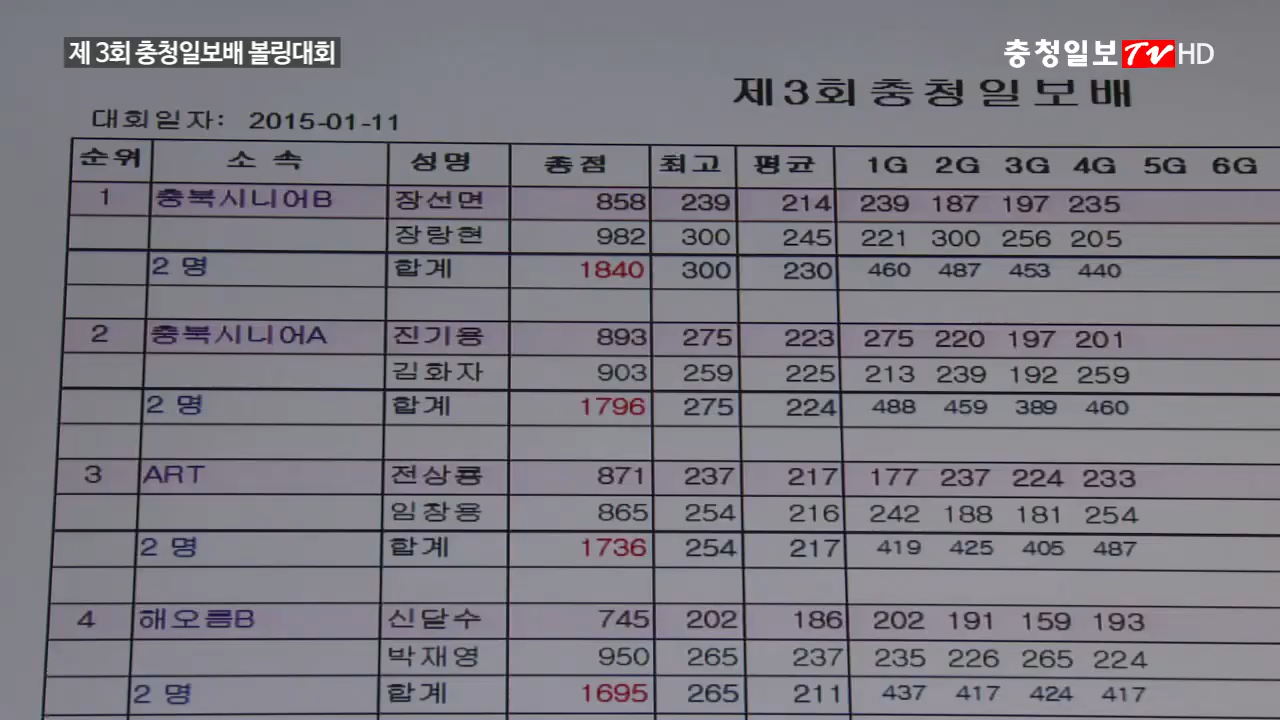 제 3회 충청일보배 볼링대회
충청일보 TV HD
제3회충청일보배
대회일자: 2015-01-11
순위 소 속 성명 총점 최고 평균 1G 2G 3G 4G 5G 6G
1 충북시니어B 장선면 858 239 214 239 187 197 235
장랑현 982 300 245 221 300 256 205
2 명 합계 1840 300 230 460 487 453 440
2 충북시니어A 진기용 893 275 223 275 220 197 201
김화자 903 259 225 213 239 192 259
2 명 합계 1796 275 224 488 459 389 460
3 ART 전상룡 871 237 217 177 237 224 233
임창용 865 254 216 242 188 181 254
2 명 합계 1736 254 217 419 425 405 487
4 해오름B 신달수 745 202 186 202 191 159 193
박재영 950 265 237 235 226 265 224
2 명 합계 1695 265 211 437 417 424 417